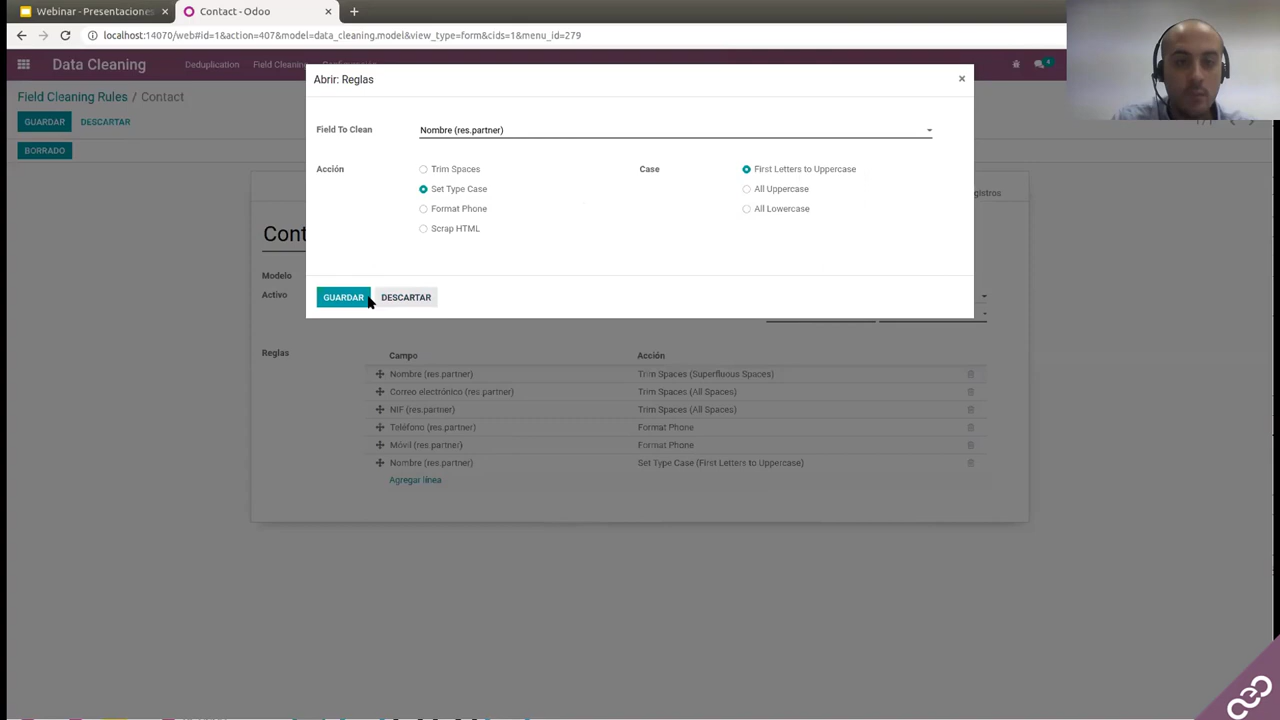 Webinar - Presentaciones
Contact - Odoo
localhost:14070/web#id=1&action=407&model=data_cleaning.model&view_type=form&cids=1&menu_id=279
Data Cleaning
Deduplication
Field Cleaning
Field Cleaning Rules / Contact
GUARDAR
DESCARTAR
BORRADO
Abrir: Reglas
×
Field To Clean
Nombre (res.partner)
Acción
Trim Spaces
Set Type Case
Format Phone
Scrap HTML
Case
First Letters to Uppercase
All Uppercase
All Lowercase
GUARDAR
DESCARTAR
Cont
Modelo
Activo
Reglas
Campo Acción
Nombre (res.partner) Trim Spaces (Superfluous Spaces)
Correo electrónico (res.partner) Trim Spaces (All Spaces)
NIF (res.partner) Trim Spaces (All Spaces)
Teléfono (res.partner) Format Phone
Móvil (res.partner) Format Phone
Nombre (res.partner) Set Type Case (First Letters to Uppercase)
Agregar línea